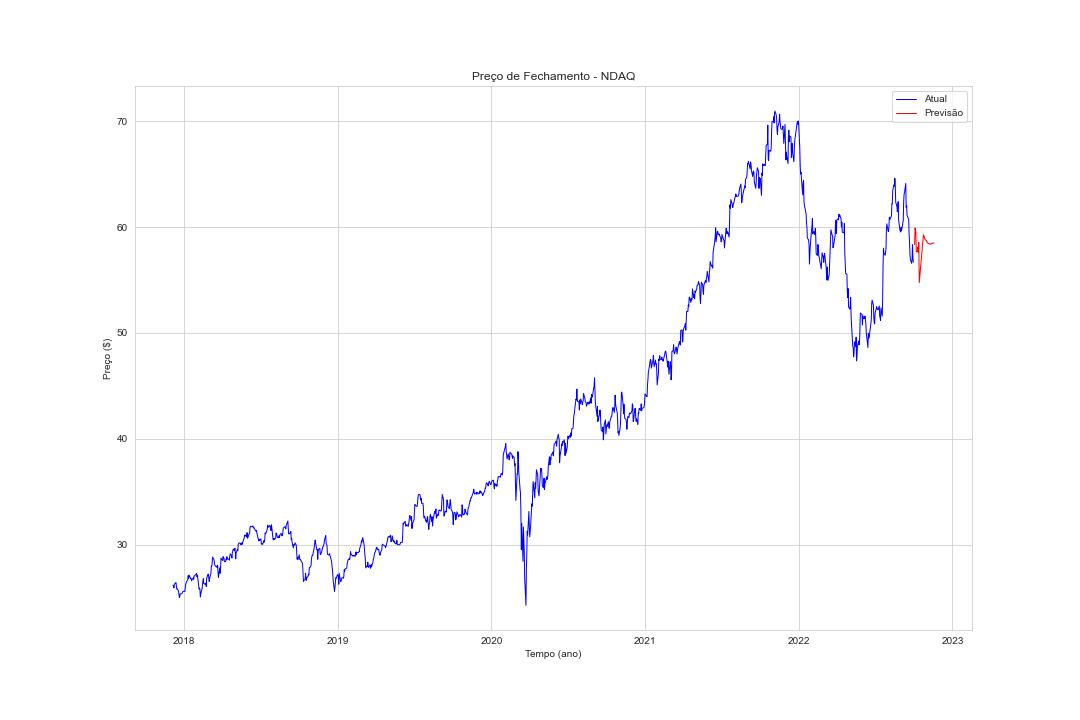 Preço de Fechamento - NDAQ
Atual
Previsão
70
60
50
40
30
Preço ($)
2018
2019
2020
2021
2022
2023
Tempo (ano)